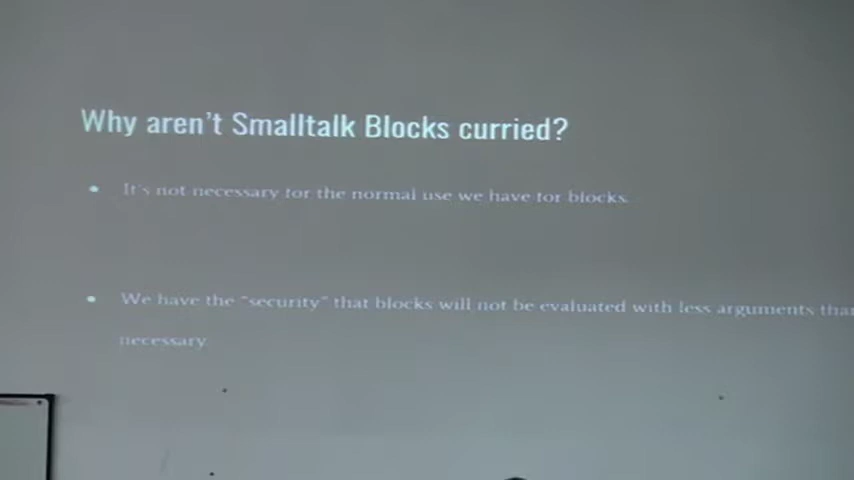 Why aren't Smalltalk Blocks curried?
It's not necessary for the normal use we have for blocks.
We have the "security" that blocks will not be evaluated with less arguments than
necessary.